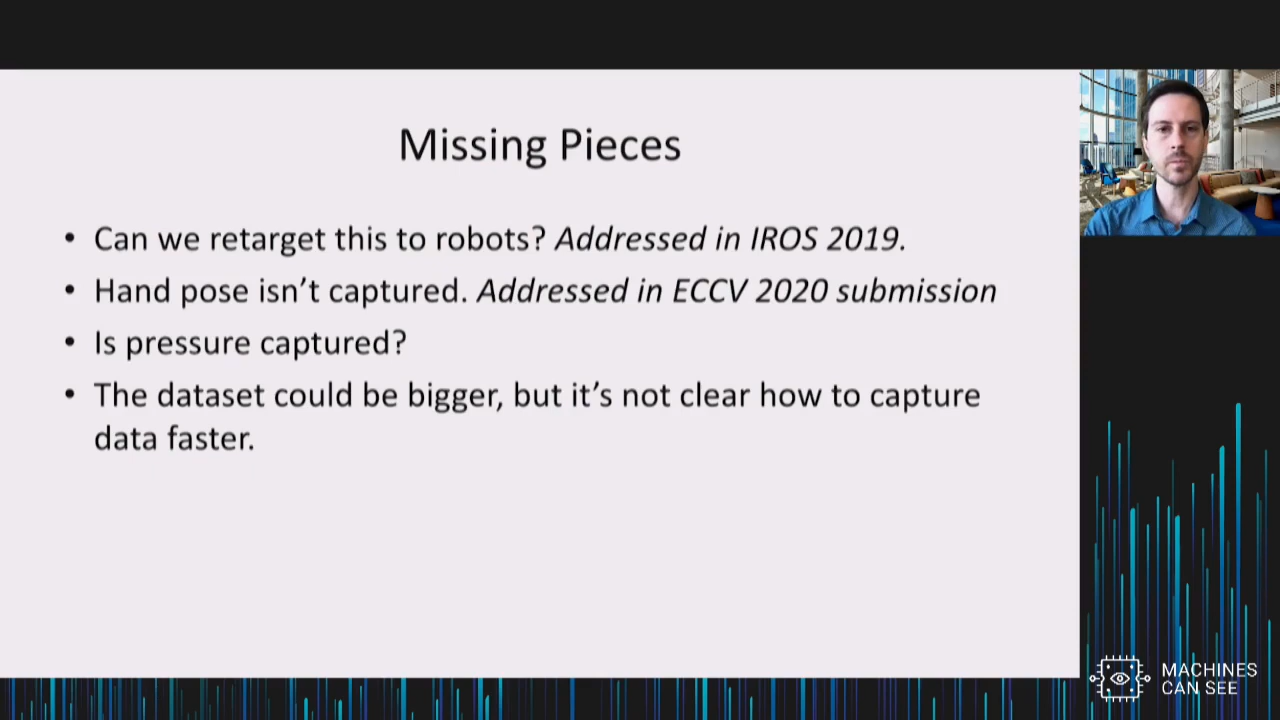 Missing Pieces
• Can we retarget this to robots? Addressed in IROS 2019.
• Hand pose isn’t captured. Addressed in ECCV 2020 submission
• Is pressure captured?
• The dataset could be bigger, but it’s not clear how to capture
data faster.
MACHINES
CAN SEE